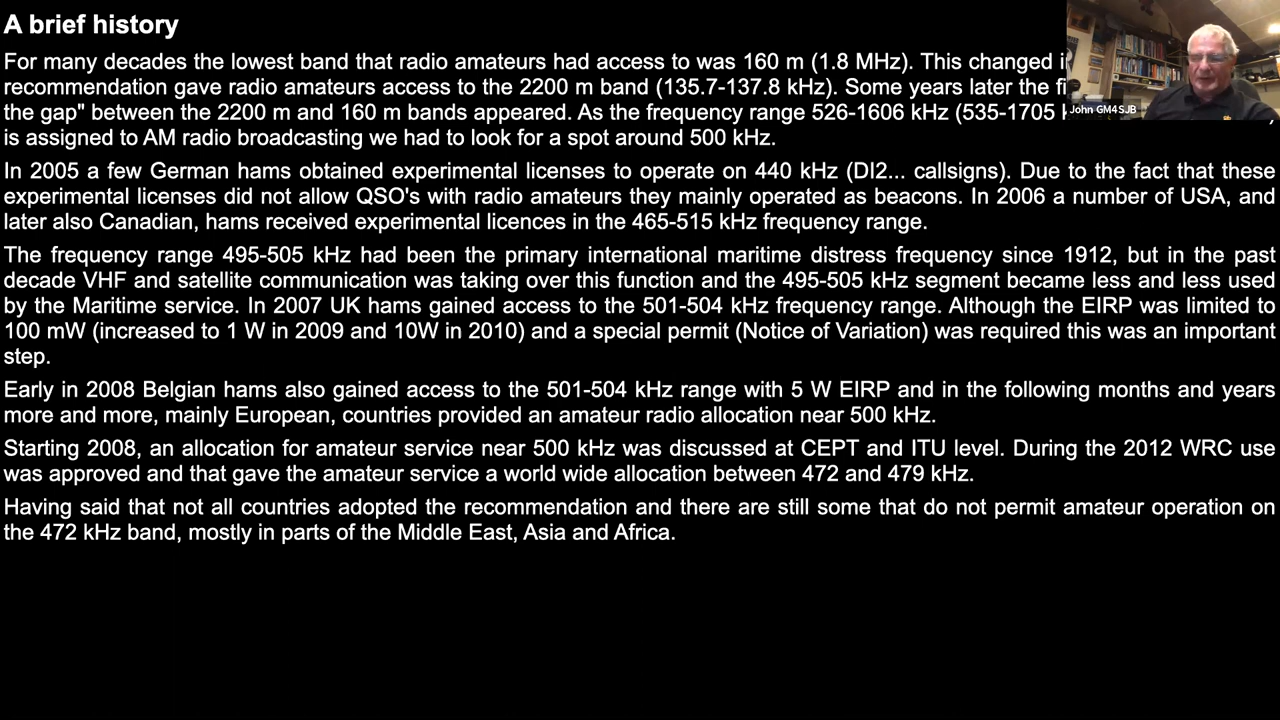 A brief history
For many decades the lowest band that radio amateurs had access to was 160 m (1.8 MHz). This changed
recommendation gave radio amateurs access to the 2200 m band (135.7-137.8 kHz). Some years later the
the gap" between the 2200 m and 160 m bands appeared. As the frequency range 526-1606 kHz (535-1705
John GM4SJB
is assigned to AM radio broadcasting we had to look for a spot around 500 kHz.
In 2005 a few German hams obtained experimental licenses to operate on 440 kHz (DI2... callsigns). Due to the fact that these
experimental licenses did not allow QSO's with radio amateurs they mainly operated as beacons. In 2006 a number of USA, and
later also Canadian, hams received experimental licences in the 465-515 kHz frequency range.
The frequency range 495-505 kHz had been the primary international maritime distress frequency since 1912, but in the past
decade VHF and satellite communication was taking over this function and the 495-505 kHz segment became less and less used
by the Maritime service. In 2007 UK hams gained access to the 501-504 kHz frequency range. Although the EIRP was limited to
100 mW (increased to 1 W in 2009 and 10W in 2010) and a special permit (Notice of Variation) was required this was an important
step.
Early in 2008 Belgian hams also gained access to the 501-504 kHz range with 5 W EIRP and in the following months and years
more and more, mainly European, countries provided an amateur radio allocation near 500 kHz.
Starting 2008, an allocation for amateur service near 500 kHz was discussed at CEPT and ITU level. During the 2012 WRC use
was approved and that gave the amateur service a world wide allocation between 472 and 479 kHz.
Having said that not all countries adopted the recommendation and there are still some that do not permit amateur operation on
the 472 kHz band, mostly in parts of the Middle East, Asia and Africa.